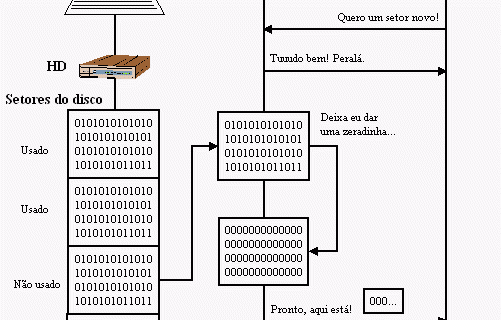 Quero um setor novo!
Tuuudo bem! Peralá.
HD
Setores do disco
Usado
0101010101010
1010101010101
0101010101010
1010101011011
Usado
0101010101010
1010101010101
0101010101010
1010101011011
Não usado
0101010101010
1010101010101
0101010101010
1010101011011
0101010101010
1010101010101
0101010101010
1010101011011
Deixa eu dar
uma zeradinha...
0000000000000
0000000000000
0000000000000
0000000000000
Pronto, aqui está!
000...